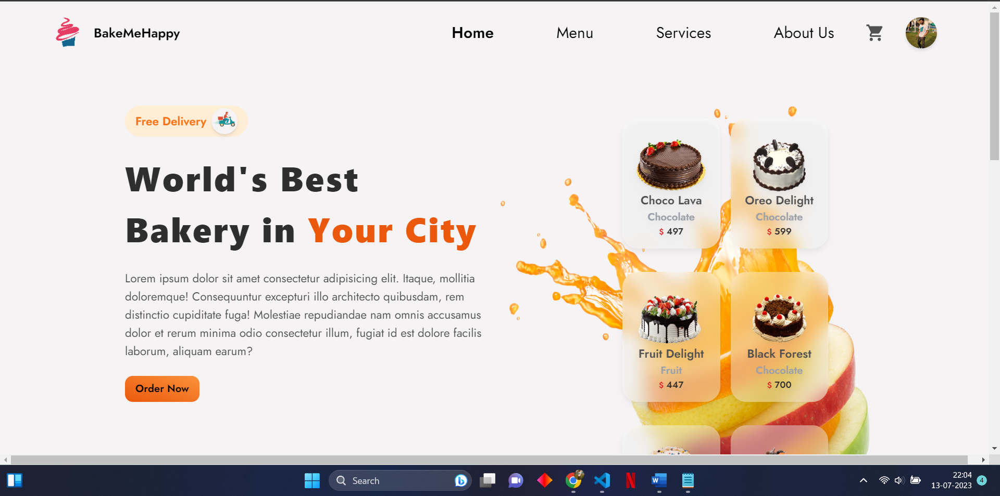 BakeMeHappy
Home Menu Services About Us
Free Delivery
World's Best
Bakery in Your City
Lorem ipsum dolor sit amet consectetur adipisicing elit. Itaque, mollitia
doloremque! Consequuntur excepturi illo architecto quibusdam, rem
distinctio cupiditate fuga! Molestiae repudiandae nam omnis accusamus
dolor et rerum minima odio consectetur illum, fugiat id est dolore facilis
laborum, aliquam earum?
Order Now
Choco Lava
Chocolate
$ 497
Oreo Delight
Chocolate
$ 599
Fruit Delight
Fruit
$ 447
Black Forest
Chocolate
$ 700
Search
22:04
13-07-2023
4